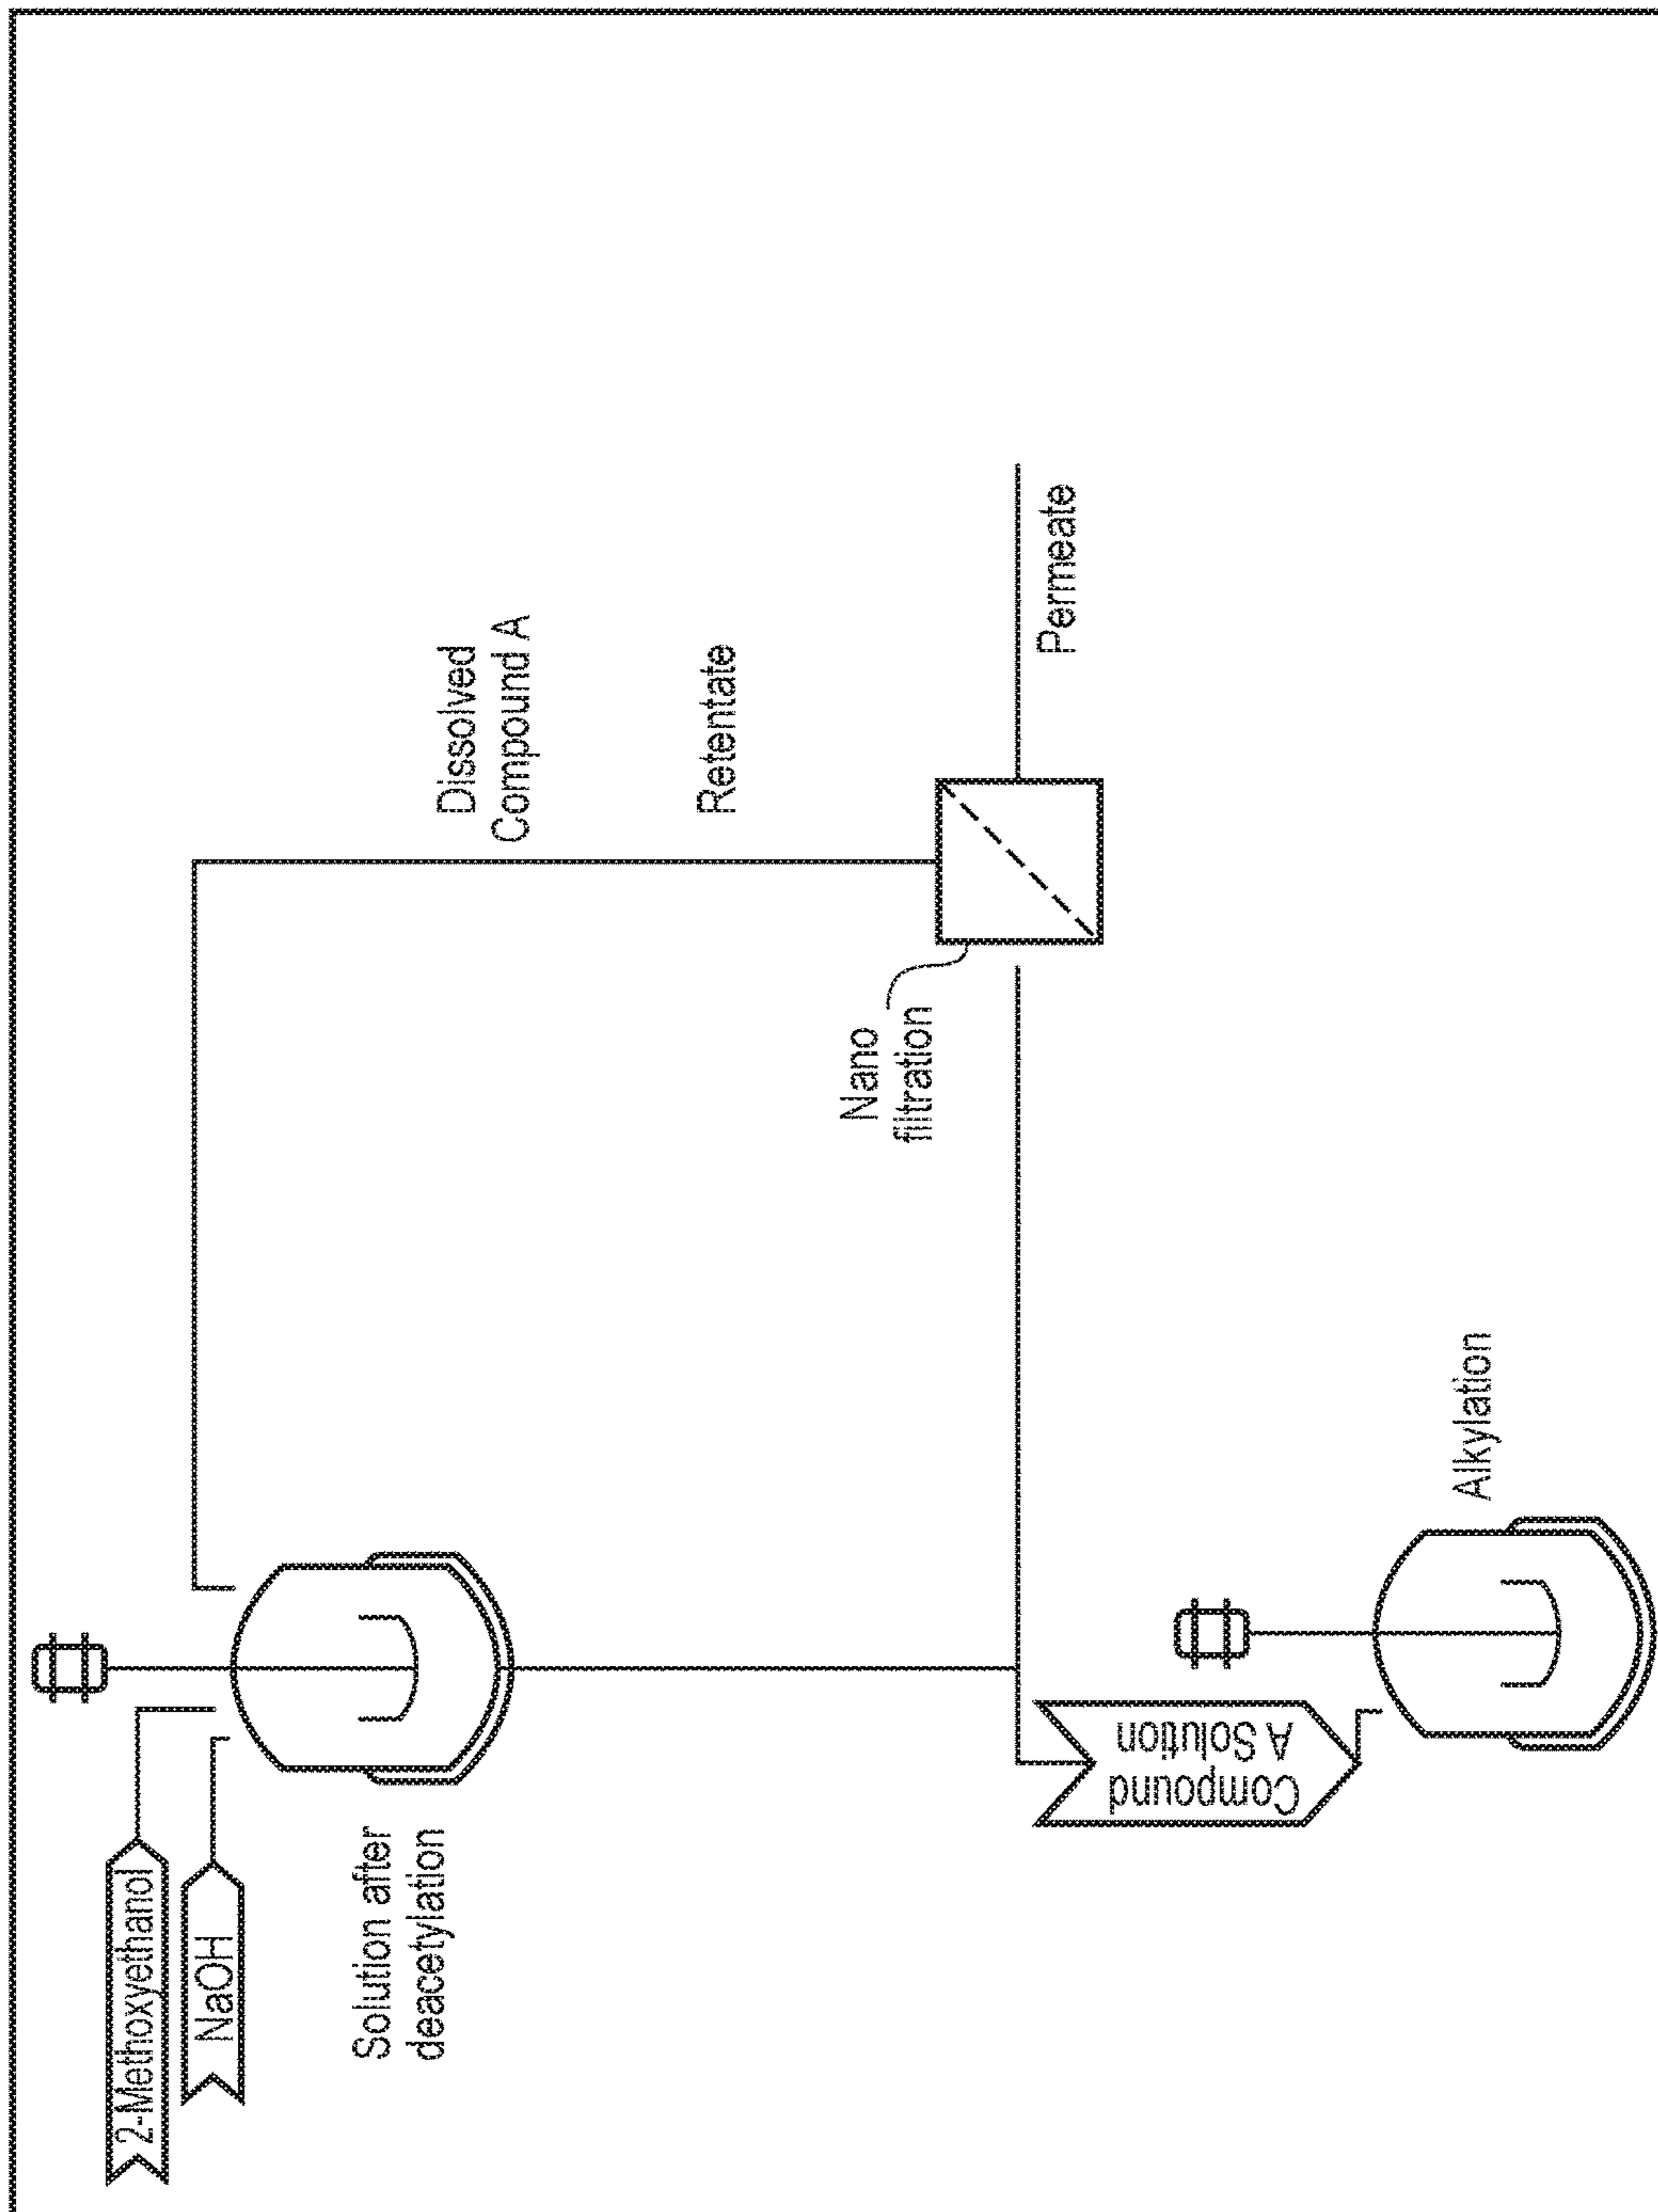 2-Methoxyethanol
NaOH
Solution after
deacetylation
Dissolved
Compound A
Retentate
Nano
filtration
Permeate
Compound
A Solution
Alkylation